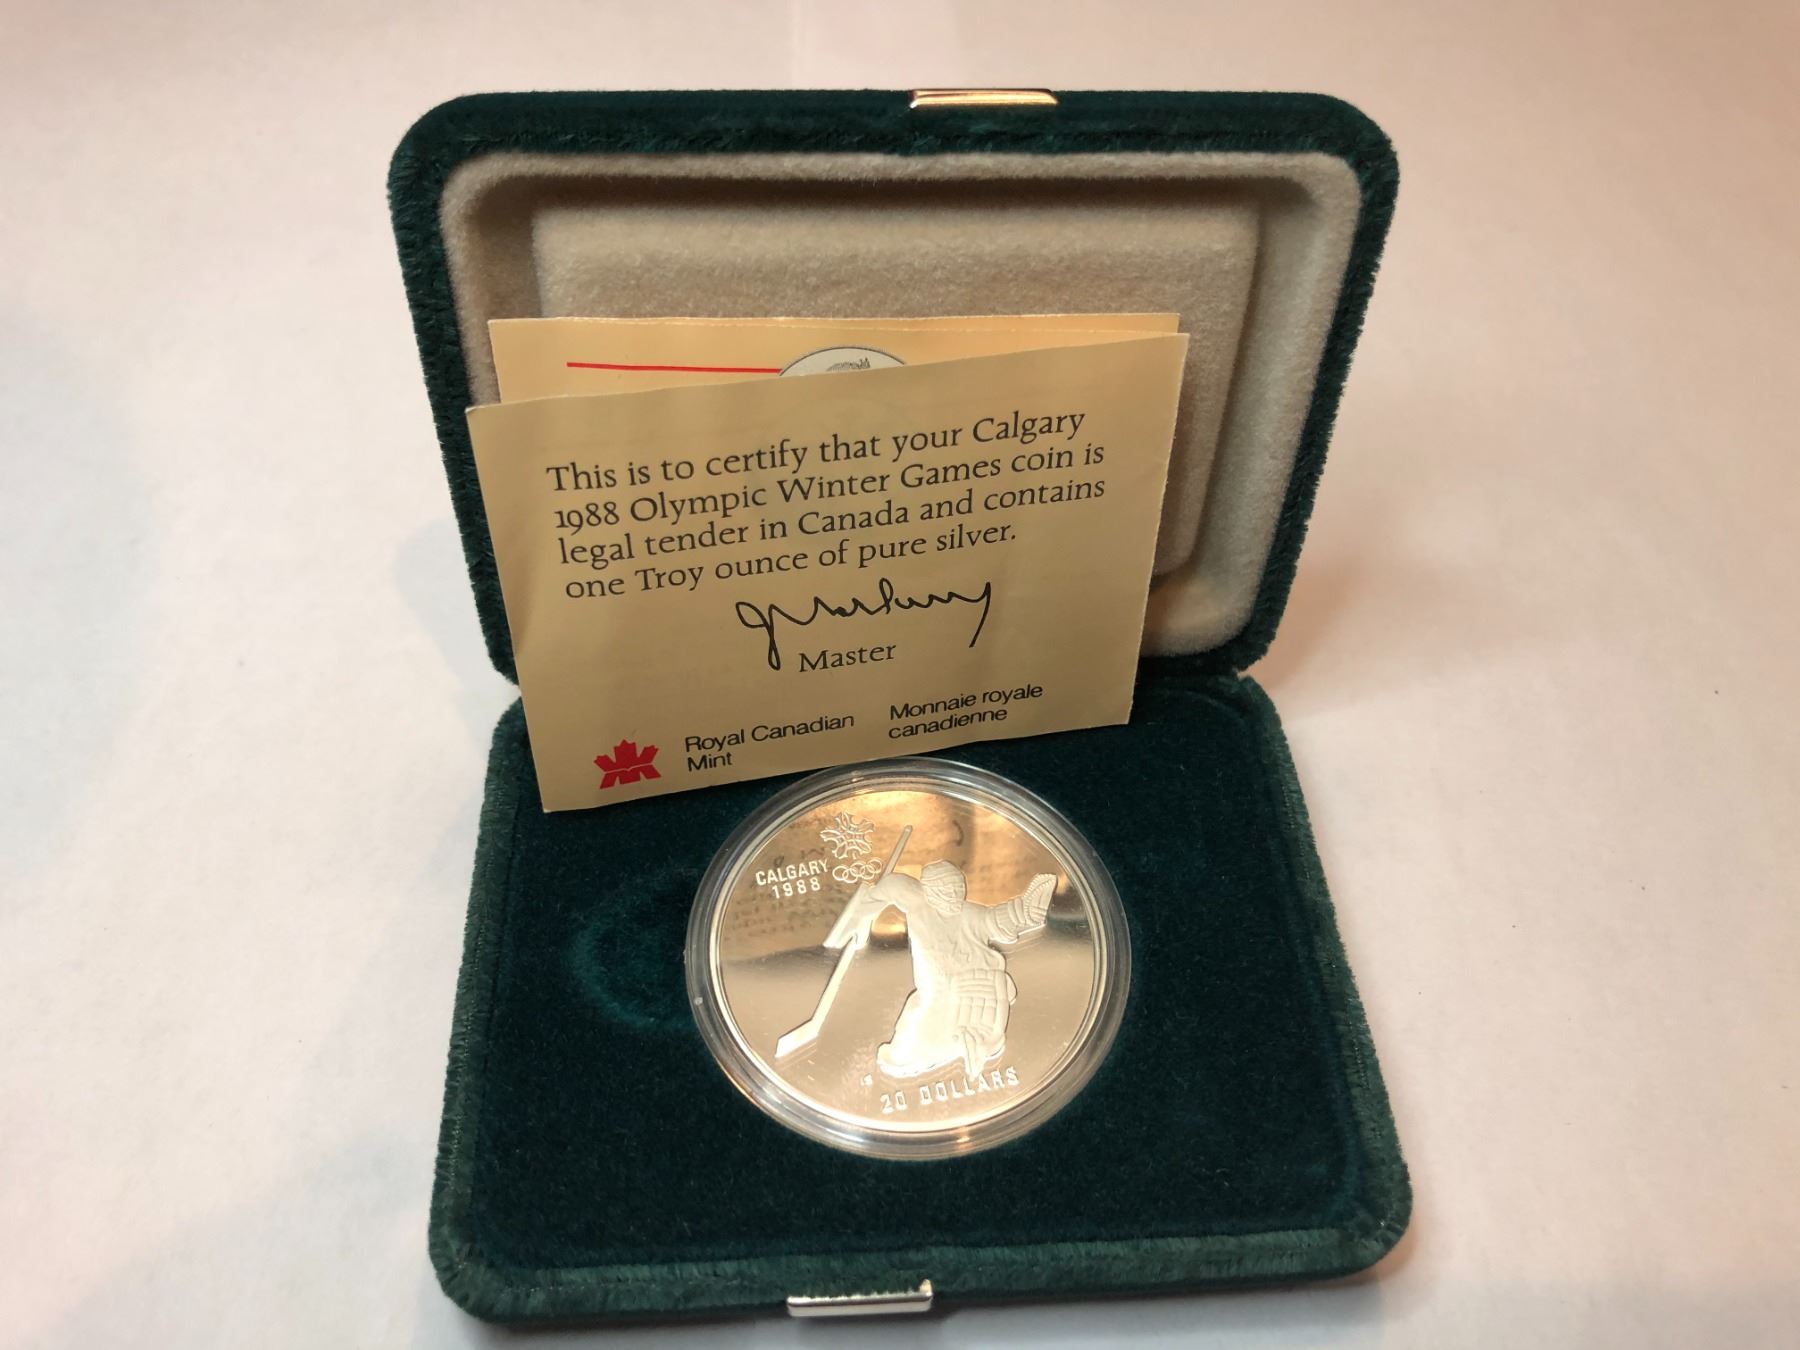 This is to certify that your Calgary
1988 Olympic Winter Games coin is
legal tender in Canada and contains
one Troy ounce of pure silver.
Master
Royal Canadian
Mint
Monnaie royale
canadienne
CALGARY
1988
20 DOLLARS